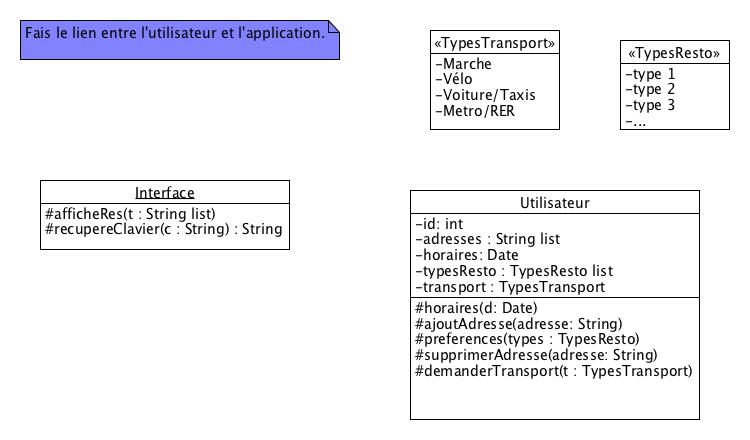 Fais le lien entre l'utilisateur et l'application.
«TypesTransport»
-Marche
-Vélo
-Voiture/Taxis
-Metro/RER
«TypesResto»
-type 1
-type 2
-type 3
-...
Interface
#afficheRes(t : String list)
#recupereClavier(c : String) : String
Utilisateur
-id: int
-adresses : String list
-horaires: Date
-typesResto : TypesResto list
-transport : TypesTransport
#horaires(d: Date)
#ajoutAdresse(adresse: String)
#preferences(types : TypesResto)
#supprimerAdresse(adresse: String)
#demanderTransport(t : TypesTransport)